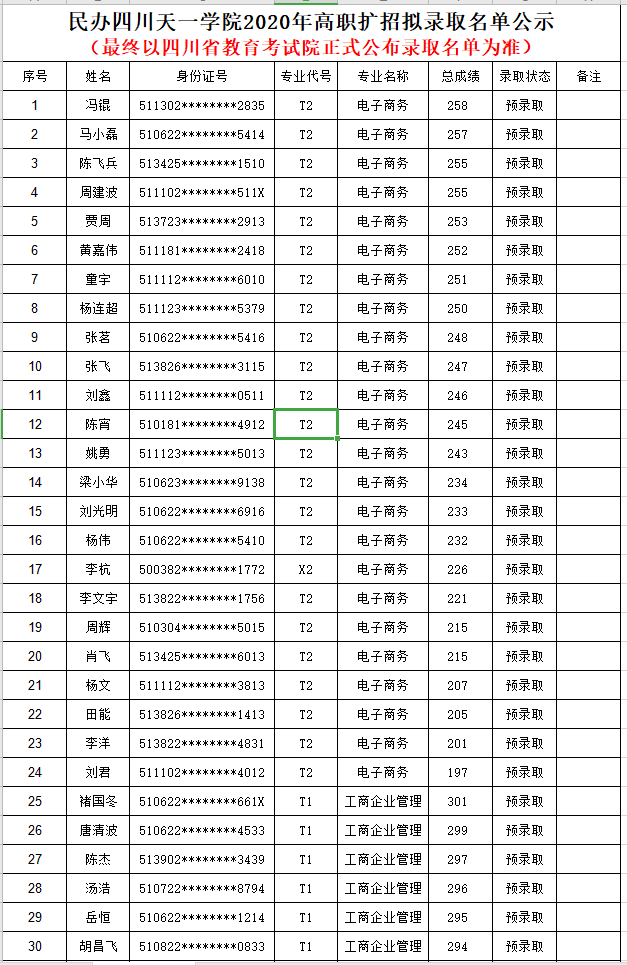 民办四川天一学院2020年高职扩招拟录取名单公示
（最终以四川省教育考试院正式公布录取名单为准）
序号 姓名 身份证号 专业代号 专业名称 总成绩 录取状态 备注
1 冯锟 511302********2835 T2 电子商务 258 预录取
2 马小磊 510622********5414 T2 电子商务 257 预录取
3 陈飞兵 513425********1510 T2 电子商务 255 预录取
4 周建波 511102********511X T2 电子商务 255 预录取
5 贾周 513723********2913 T2 电子商务 253 预录取
6 黄嘉伟 511181********2418 T2 电子商务 252 预录取
7 童宇 511112********6010 T2 电子商务 251 预录取
8 杨连超 511123********5379 T2 电子商务 250 预录取
9 张茗 510622********5416 T2 电子商务 248 预录取
10 张飞 513826********3115 T2 电子商务 247 预录取
11 刘鑫 511112********0511 T2 电子商务 246 预录取
12 陈宵 510181********4912 T2 电子商务 245 预录取
13 姚勇 511123********5013 T2 电子商务 243 预录取
14 梁小华 510623********9138 T2 电子商务 234 预录取
15 刘光明 510622********6916 T2 电子商务 233 预录取
16 杨伟 510622********5410 T2 电子商务 232 预录取
17 李杭 500382********1772 X2 电子商务 226 预录取
18 李文宇 513822********1756 T2 电子商务 221 预录取
19 周辉 510304********5015 T2 电子商务 215 预录取
20 肖飞 513425********6013 T2 电子商务 215 预录取
21 杨文 511112********3813 T2 电子商务 207 预录取
22 田能 513826********1413 T2 电子商务 205 预录取
23 李洋 513822********4831 T2 电子商务 201 预录取
24 刘君 511102********4012 T2 电子商务 197 预录取
25 褚国冬 510622********661X T1 工商企业管理 301 预录取
26 唐清波 510622********4533 T1 工商企业管理 299 预录取
27 陈杰 513902********3439 T1 工商企业管理 297 预录取
28 汤浩 510722********8794 T1 工商企业管理 296 预录取
29 岳恒 510622********1214 T1 工商企业管理 295 预录取
30 胡昌飞 510822********0833 T1 工商企业管理 294 预录取